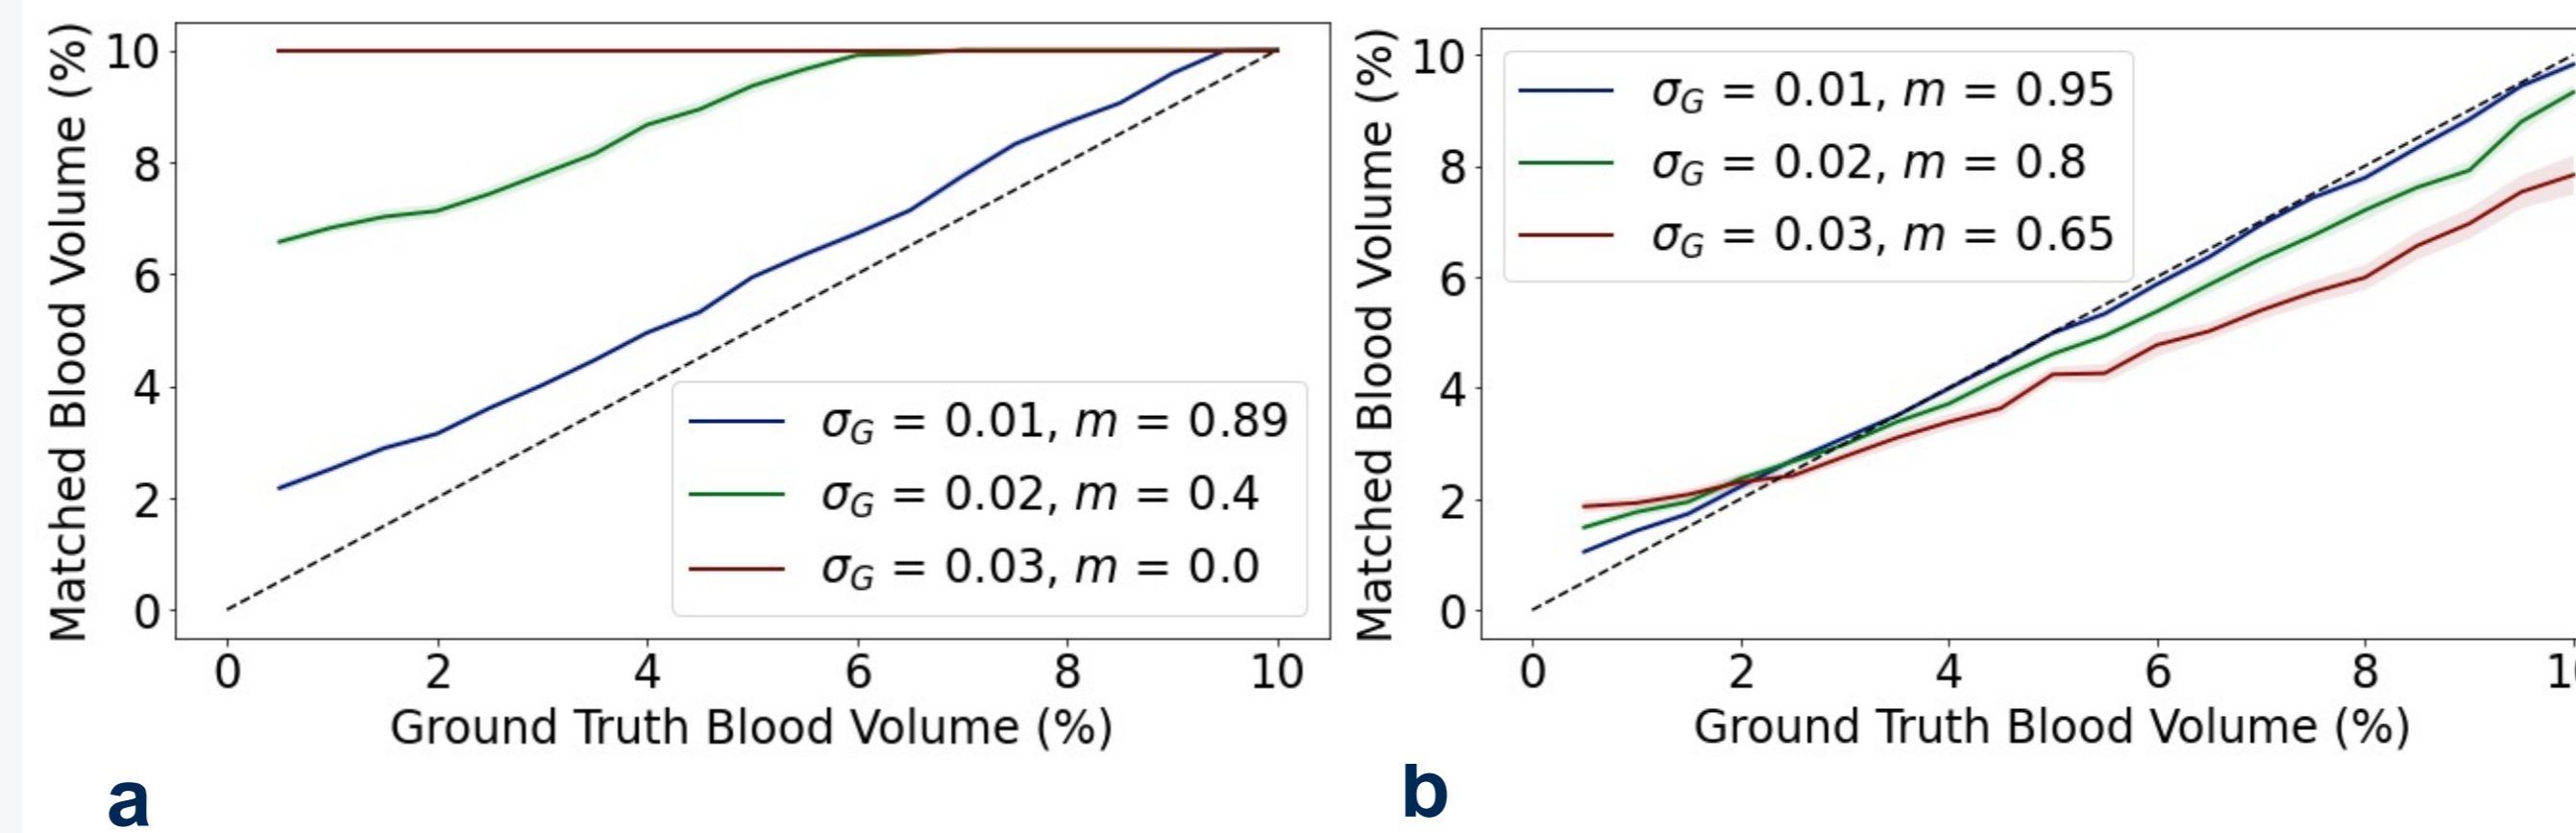 Matched Blood Volume (%)
10
8
6
4
2
0
σG = 0.01, m = 0.89
σG = 0.02, m = 0.4
σG = 0.03, m = 0.0
0 2 4 6 8 10
Ground Truth Blood Volume (%)
a
Matched Blood Volume (%)
10
8
6
4
2
0
σG = 0.01, m = 0.95
σG = 0.02, m = 0.8
σG = 0.03, m = 0.65
0 2 4 6 8
Ground Truth Blood Volume (%)
b